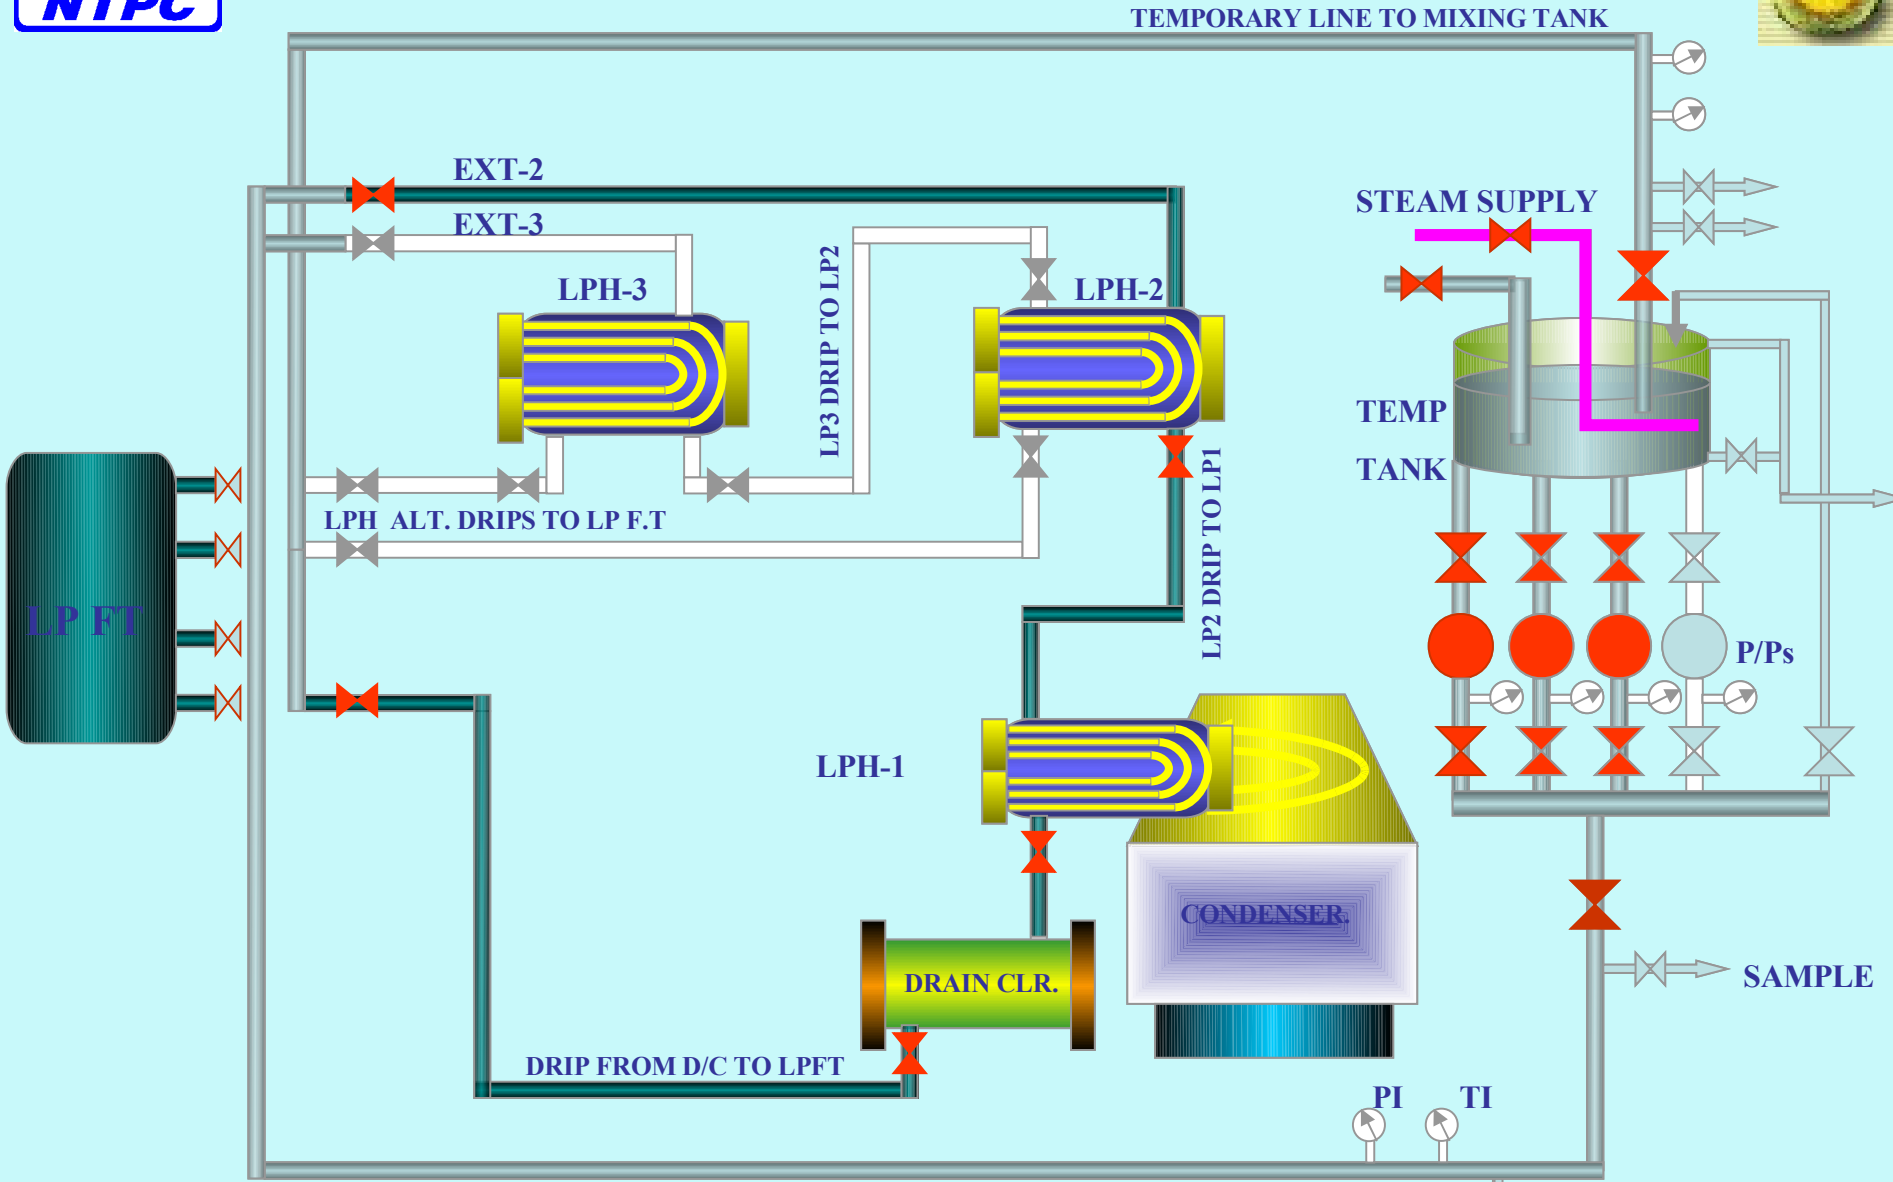 NTPC
TEMPORARY LINE TO MIXING TANK
EXT-2
EXT-3
STEAM SUPPLY
LPH-3
LP3 DRIP TO LP2
LPH-2
TEMP
TANK
LPH ALT. DRIPS TO LP F.T
LP2 DRIP TO LP1
LP FT
P/Ps
LPH-1
CONDENSER.
DRAIN CLR.
SAMPLE
DRIP FROM D/C TO LPFT
PI
TI